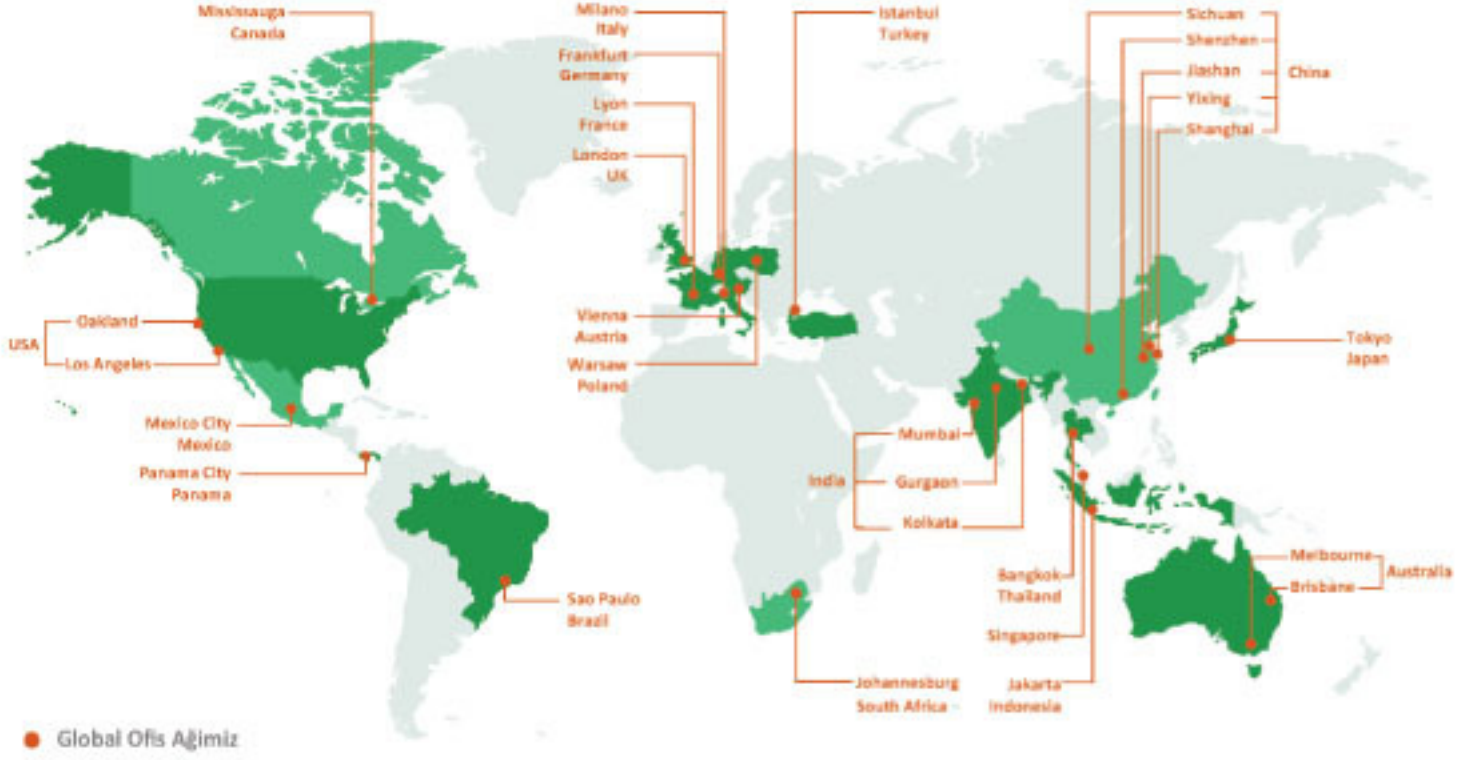 Mississauga
Canada
Milano
Italy
Frankfurt
Germany
Lyon
France
London
UK
Istanbul
Turkey
Sichuan
Shenzhen
Jiashan
Yixing
Shanghai
China
USA
Oakland
Los Angeles
Mexico City
Mexico
Panama City
Panama
Vienna
Austria
Warsaw
Poland
Tokyo
Japan
India
Mumbai
Gurgaon
Kolkata
Sao Paulo
Brazil
Bangkok
Thailand
Singapore
Johannesburg
South Africa
Jakarta
Indonesia
Melbourne
Brisbane
Australia
Global Ofis Ağimiz